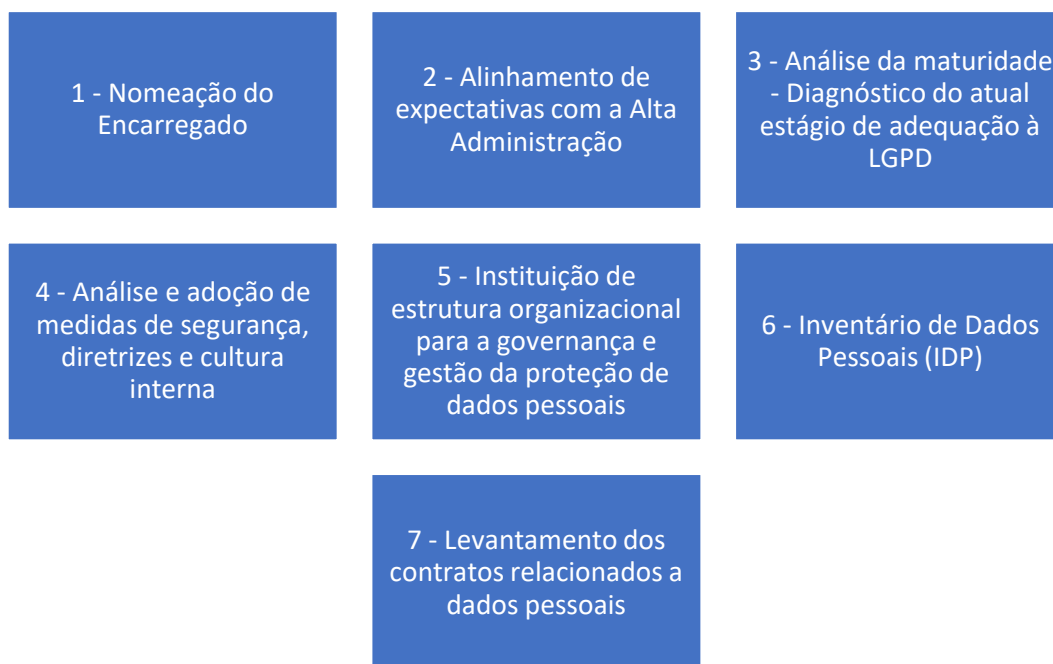 1 - Nomeação do
Encarregado
2 - Alinhamento de
expectativas com a Alta
Administração
3 - Análise da maturidade
- Diagnóstico do atual
estágio de adequação à
LGPD
4 - Análise e adoção de
medidas de segurança,
diretrizes e cultura
interna
5 - Instituição de
estrutura organizacional
para a governança e
gestão da proteção de
dados pessoais
6 - Inventário de Dados
Pessoais (IDP)
7 - Levantamento dos
contratos relacionados a
dados pessoais